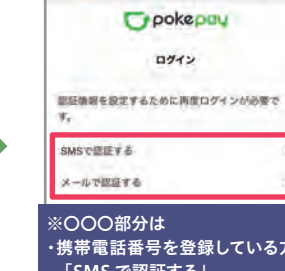 pokepay
ログイン
認証情報を設定するために再度ログインが必要で
す。
SMSで認証する
メールで認証する
※〇〇〇部分は
・携帯電話番号を登録している方
「SMSで認証する」